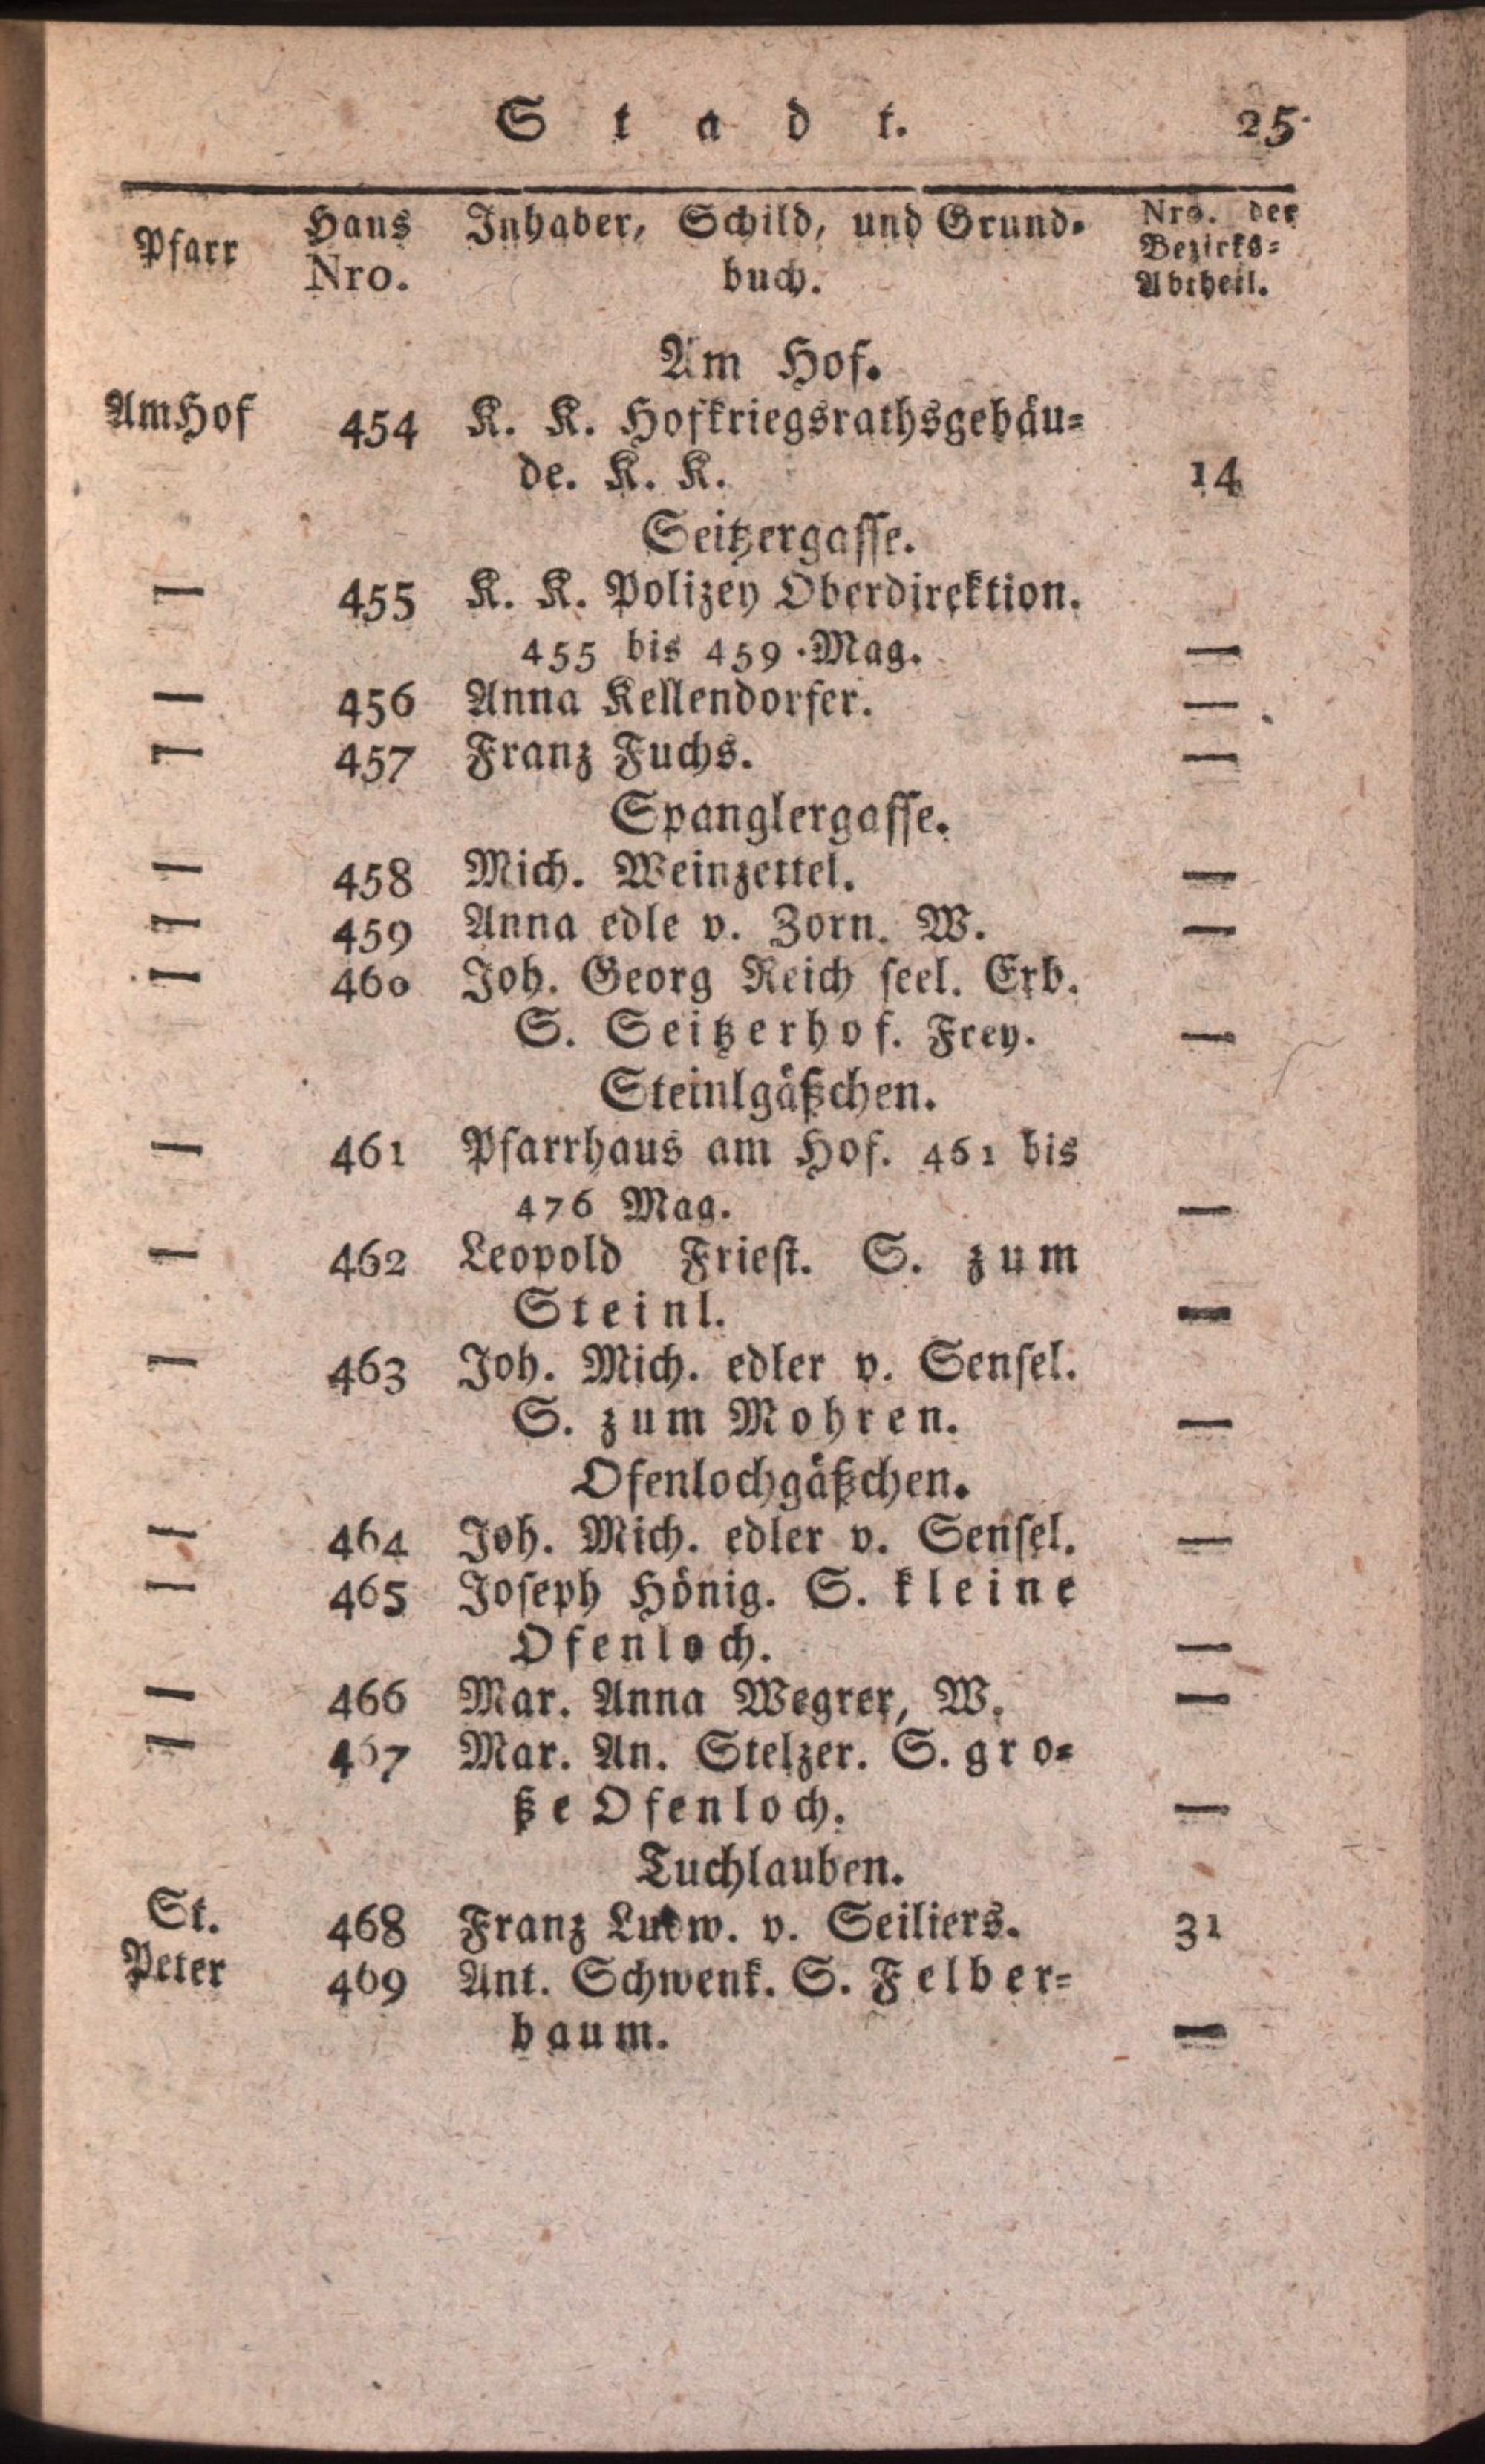 S t a d t. 25
Pfarr Haus Nro. Inhaber, Schild, und Grund= Nro. der
buch. Bezirks=
Abtheil.
Am Hof.
Am Hof 454 K. K. Hofkriegsrathsgebäu=
de. K. K. 14
Seitzergasse.
— 455 K. K. Polizey Oberdirektion.
455 bis 459 Mag. —
— 456 Anna Kellendorfer. —
— 457 Franz Fuchs. —
Spanglergasse.
— 458 Mich. Weinzettel. —
— 459 Anna edle v. Zorn. W. —
— 460 Joh. Georg Reich seel. Erb.
S. Seitzerhof. Frey. —
Steinlgäßchen.
— 461 Pfarrhaus am Hof. 461 bis
476 Mag. —
— 462 Leopold Friest. S. zum
Steinl. —
— 463 Joh. Mich. edler v. Sensel.
S. zum Mohren. —
Ofenlochgäßchen.
— 464 Joh. Mich. edler v. Sensel. —
— 465 Joseph Hönig. S. kleine
Ofenloch. —
— 466 Mar. Anna Wegrer, W. —
— 467 Mar. An. Stelzer. S. gro=
ße Ofenloch. —
Tuchlauben.
St. 468 Franz Ludw. v. Seiliers. 31
Peter 469 Ant. Schwenk. S. Felber=
baum. —